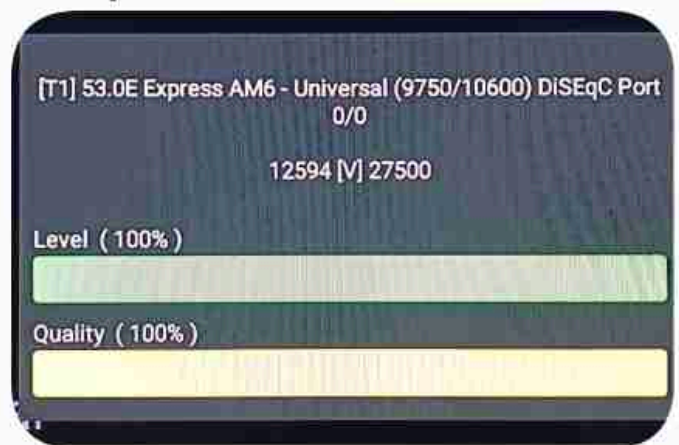 [T1] 53.0E Express AM6 - Universal (9750/10600) DiSEqC Port
0/0
12594 [V] 27500
Level ( 100% )
Quality ( 100% )